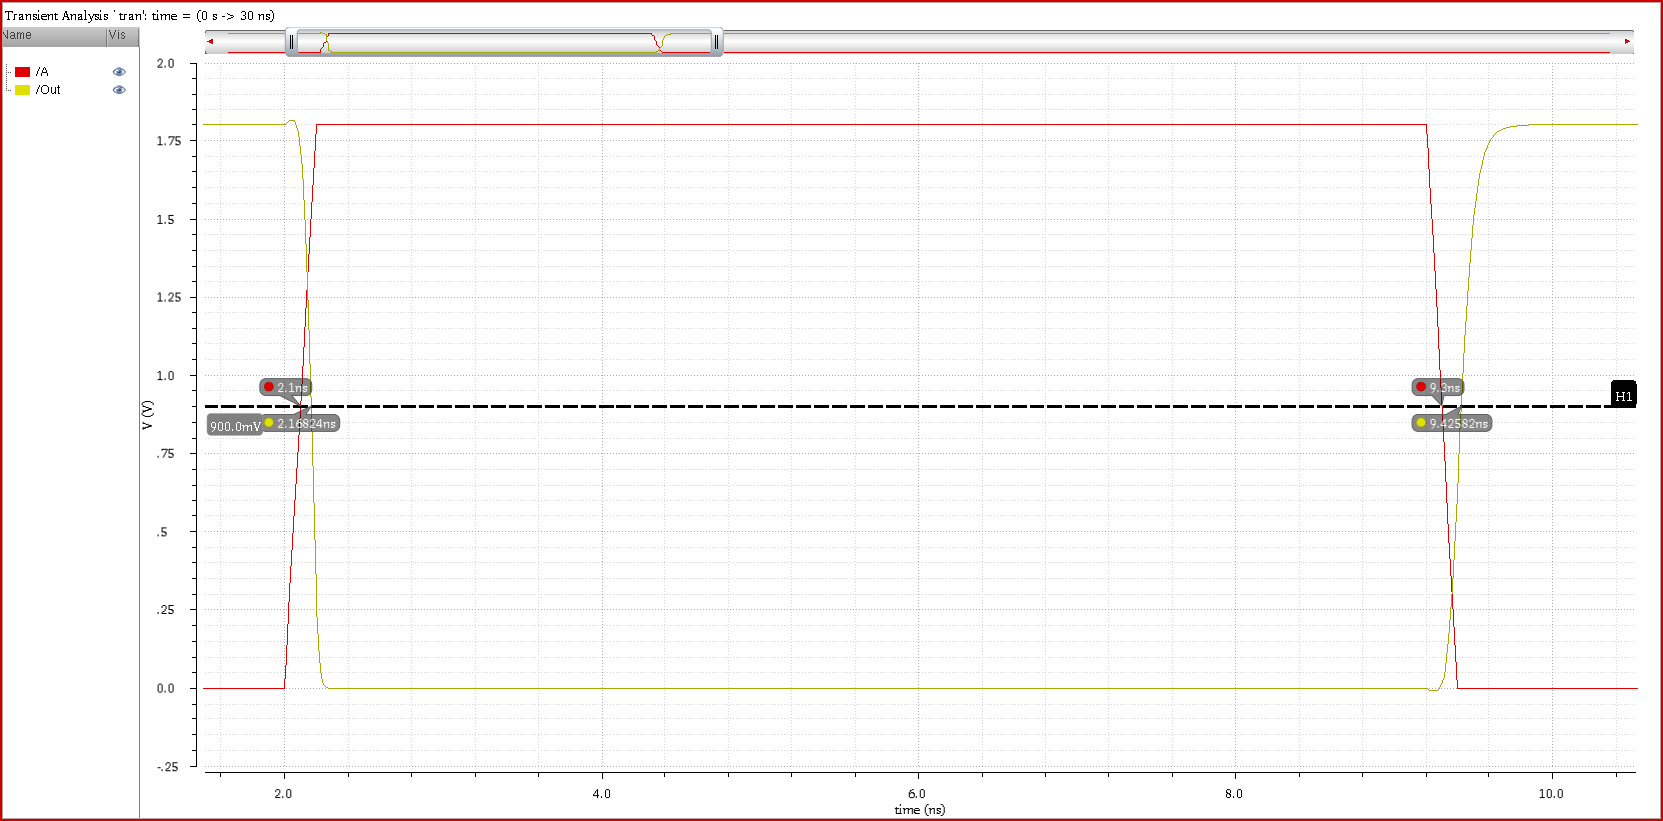 Transient Analysis `tran': time = (0 s -> 30 ns)
Name Vis
/A
/Out
2.0
1.75
1.5
1.25
1.0
.75
.5
.25
0.0
-.25
V (V)
2.1ns
900.0mV
2.16824ns
9.3ns
9.42582ns
H1
2.0 4.0 6.0 8.0 10.0
time (ns)